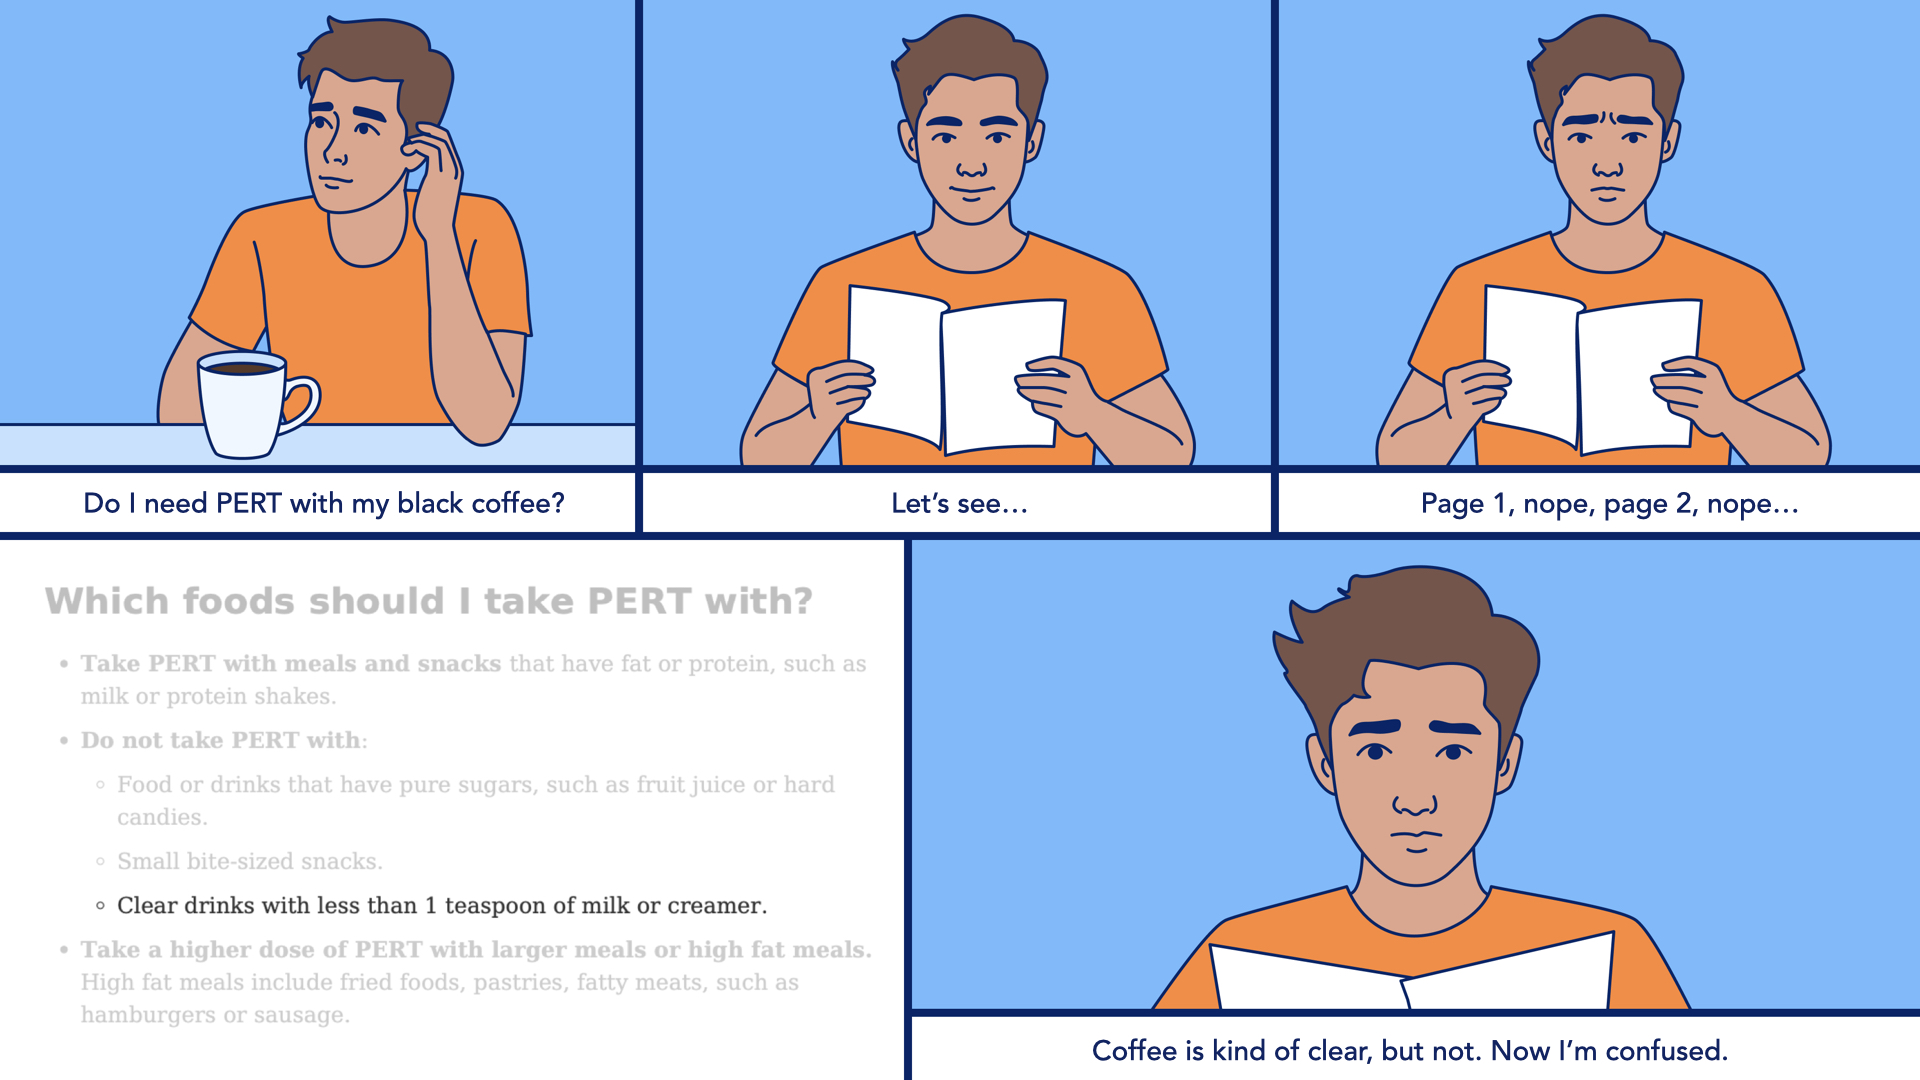 Do I need PERT with my black coffee?
Let's see...
Page 1, nope, page 2, nope...
Which foods should I take PERT with?
• Take PERT with meals and snacks that have fat or protein, such as
milk or protein shakes.
• Do not take PERT with:
◦ Food or drinks that have pure sugars, such as fruit juice or hard
candies.
◦ Small bite-sized snacks.
◦ Clear drinks with less than 1 teaspoon of milk or creamer.
• Take a higher dose of PERT with larger meals or high fat meals.
High fat meals include fried foods, pastries, fatty meats, such as
hamburgers or sausage.
Coffee is kind of clear, but not. Now I'm confused.